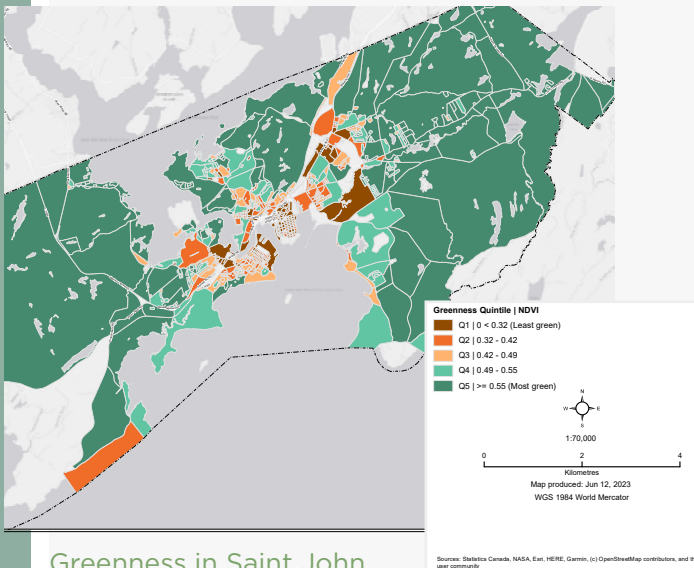 Greenness Quintile | NDVI
Q1 | 0 < 0.32 (Least green)
Q2 | 0.32 - 0.42
Q3 | 0.42 - 0.49
Q4 | 0.49 - 0.55
Q5 | >= 0.55 (Most green)
N
W E
S
1:70,000
0 2 4
Kilometres
Map produced: Jun 12, 2023
WGS 1984 World Mercator
Sources: Statistics Canada, NASA, Esri, HERE, Garmin, (c) OpenStreetMap contributors, and
user community
Greenness in Saint John